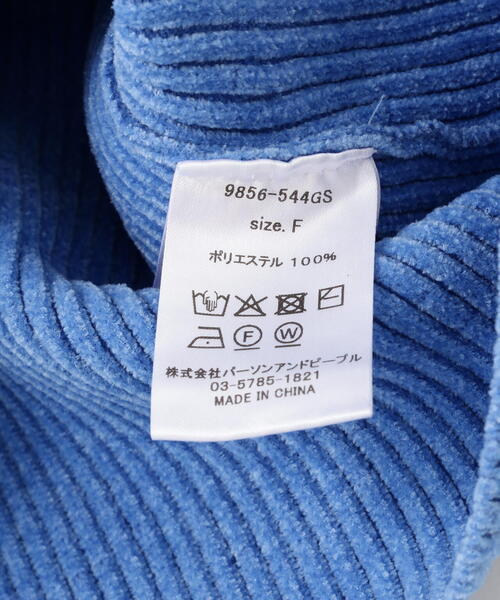 9856-544GS
size. F
ポリエステル 100%
F W
株式会社パーソンアンドピープル
03-5785-1821
MADE IN CHINA